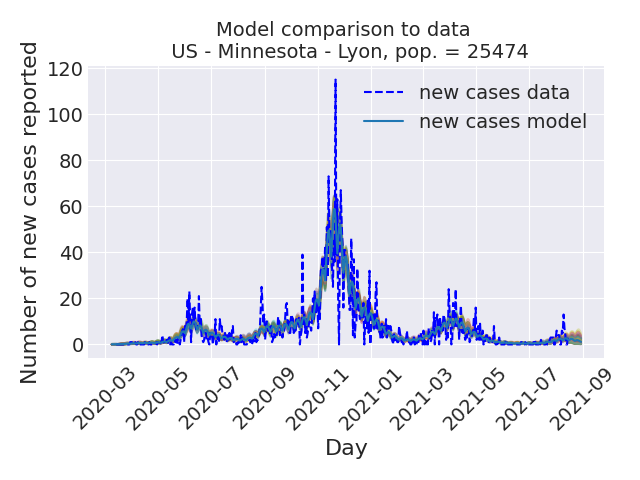 Model comparison to data
US - Minnesota - Lyon, pop. = 25474
Number of new cases reported
120
100
80
60
40
20
0
new cases data
new cases model
2020-03
2020-05
2020-07
2020-09
2020-11
2021-01
2021-03
2021-05
2021-07
2021-09
Day